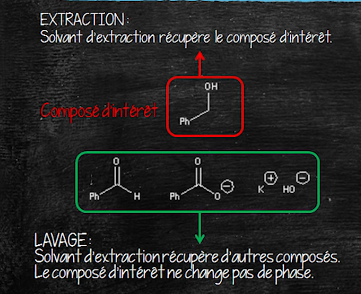 EXTRACTION:
Solvant d'extraction récupère le composé d'intérêt.
OH
Composé d'intérêt
Ph
O O
Ph H Ph O⊖ K⊕ HO⊖
LAVAGE:
Solvant d'extraction récupère d'autres composés.
Le composé d'intérêt ne change pas de phase.